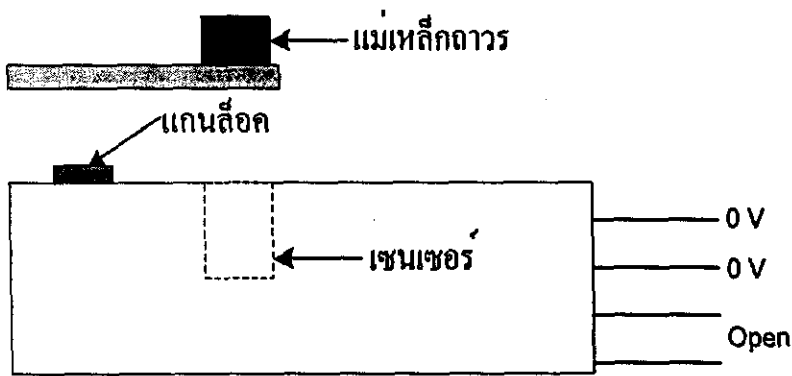 แม่เหล็กถาวร
แกนล็อค
0 V
เซนเซอร์
0 V
Open